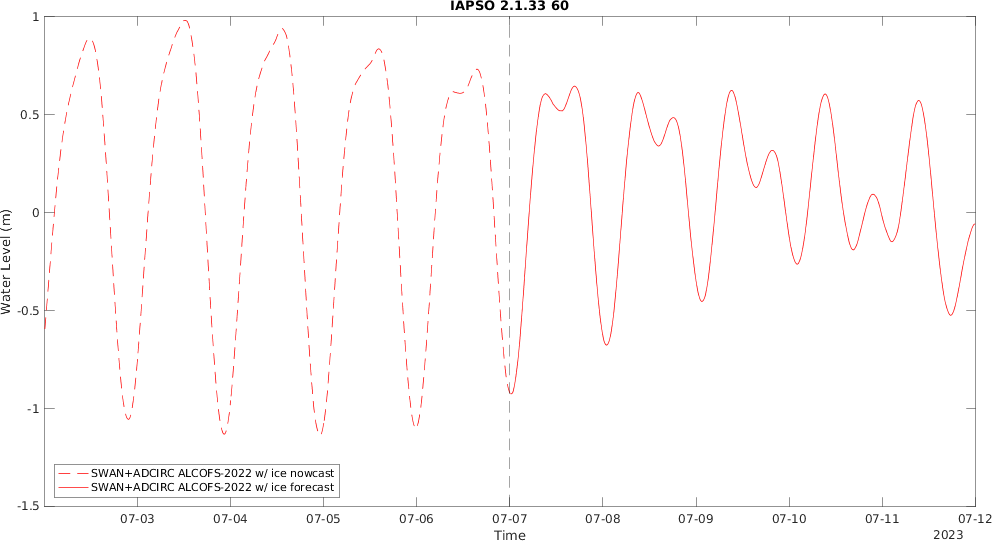 IAPSO 2.1.33 60
1
0.5
0
-0.5
-1
-1.5
Water Level (m)
SWAN+ADCIRC ALCOFS-2022 w/ ice nowcast
SWAN+ADCIRC ALCOFS-2022 w/ ice forecast
07-03 07-04 07-05 07-06 07-07 07-08 07-09 07-10 07-11 07-12
Time
2023